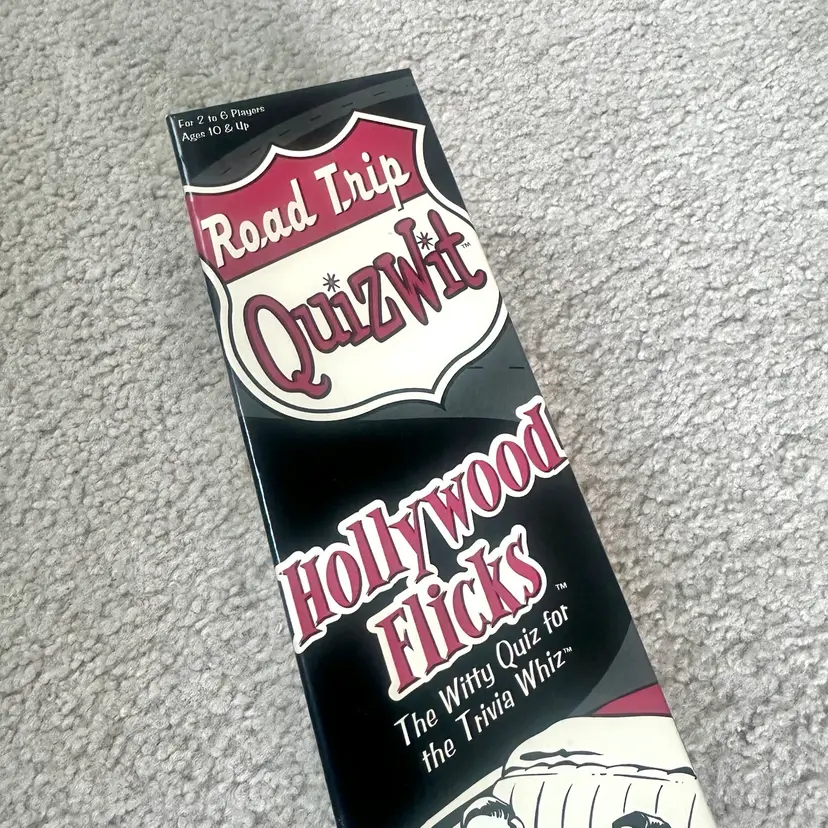 For 2 to 6 Players
Ages 10 & Up
Road Trip
QuizWit™
Hollywood
Flicks™
The Witty Quiz for
the Trivia Whiz™